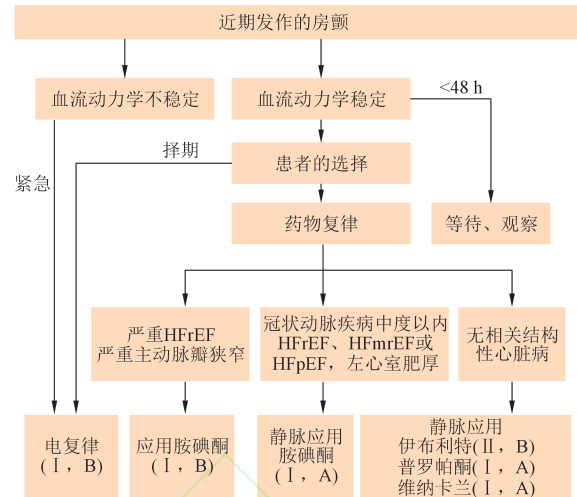 近期发作的房颤
血流动力学不稳定
血流动力学稳定
<48 h
择期
患者的选择
紧急
药物复律
等待、观察
严重HFrEF
严重主动脉瓣狭窄
冠状动脉疾病中度以内
HFrEF、HFmrEF或
HFpEF，左心室肥厚
无相关结构
性心脏病
电复律
(Ⅰ，B)
应用胺碘酮
(Ⅰ，B)
静脉应用
胺碘酮
(Ⅰ，A)
静脉应用
伊布利特(Ⅱ，B)
普罗帕酮(Ⅰ，A)
维纳卡兰(Ⅰ，A)